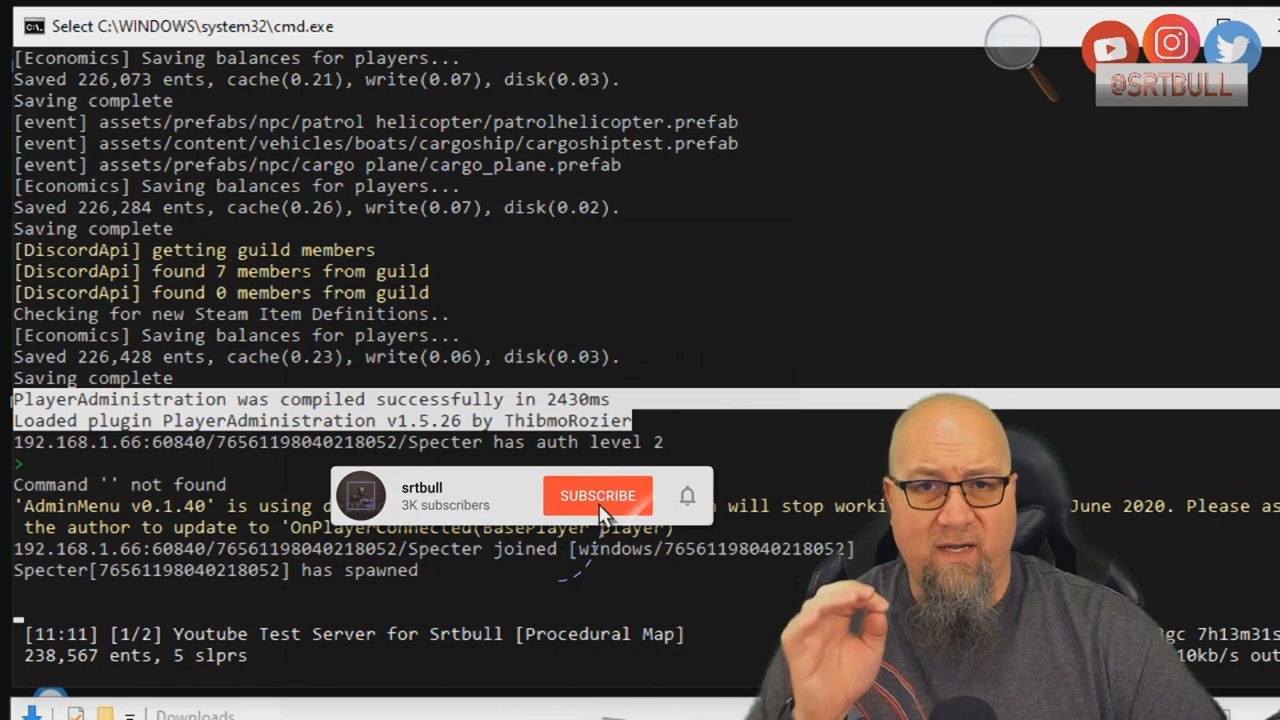 Select C:\WINDOWS\system32\cmd.exe
@SRTBULL
[Economics] Saving balances for players...
Saved 226,073 ents, cache(0.21), write(0.07), disk(0.03).
Saving complete
[event] assets/prefabs/npc/patrol helicopter/patrolhelicopter.prefab
[event] assets/content/vehicles/boats/cargoship/cargoshiptest.prefab
[event] assets/prefabs/npc/cargo plane/cargo_plane.prefab
[Economics] Saving balances for players...
Saved 226,284 ents, cache(0.26), write(0.07), disk(0.02).
Saving complete
[DiscordApi] getting guild members
[DiscordApi] found 7 members from guild
[DiscordApi] found 0 members from guild
Checking for new Steam Item Definitions..
[Economics] Saving balances for players...
Saved 226,428 ents, cache(0.23), write(0.06), disk(0.03).
Saving complete
PlayerAdministration was compiled successfully in 2430ms
Loaded plugin PlayerAdministration v1.5.26 by ThibmoRozier
192.168.1.66:60840/76561198040218052/Specter has auth level 2
>
Command '' not found
srtbull
3K subscribers
SUBSCRIBE
'AdminMenu v0.1.40' is using d will stop worki June 2020. Please as
the author to update to 'OnPlayerConnected(BasePlayer player)
192.168.1.66:60840/76561198040218052/Specter joined [windows/76561198040218052]
Specter[76561198040218052] has spawned
[11:11] [1/2] Youtube Test Server for Srtbull [Procedural Map] gc 7h13m31s
238,567 ents, 5 slprs 10kb/s out
Downloads